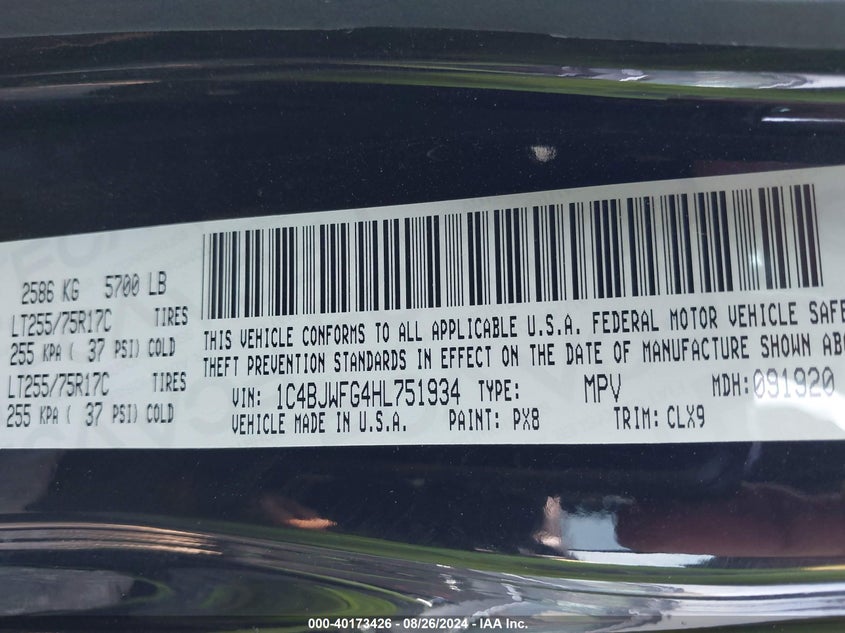 2586 KG 5700 LB
LT255/75R17C TIRES
255 KPA ( 37 PSI) COLD
LT255/75R17C TIRES
255 KPA ( 37 PSI) COLD
THIS VEHICLE CONFORMS TO ALL APPLICABLE U.S.A. FEDERAL MOTOR VEHICLE SAFE
THEFT PREVENTION STANDARDS IN EFFECT ON THE DATE OF MANUFACTURE SHOWN ABO
VIN: 1C4BJWFG4HL751934 TYPE: MPV MDH: 091920
VEHICLE MADE IN U.S.A. PAINT: PX8 TRIM: CLX9
000-40173426 - 08/26/2024 - IAA Inc.